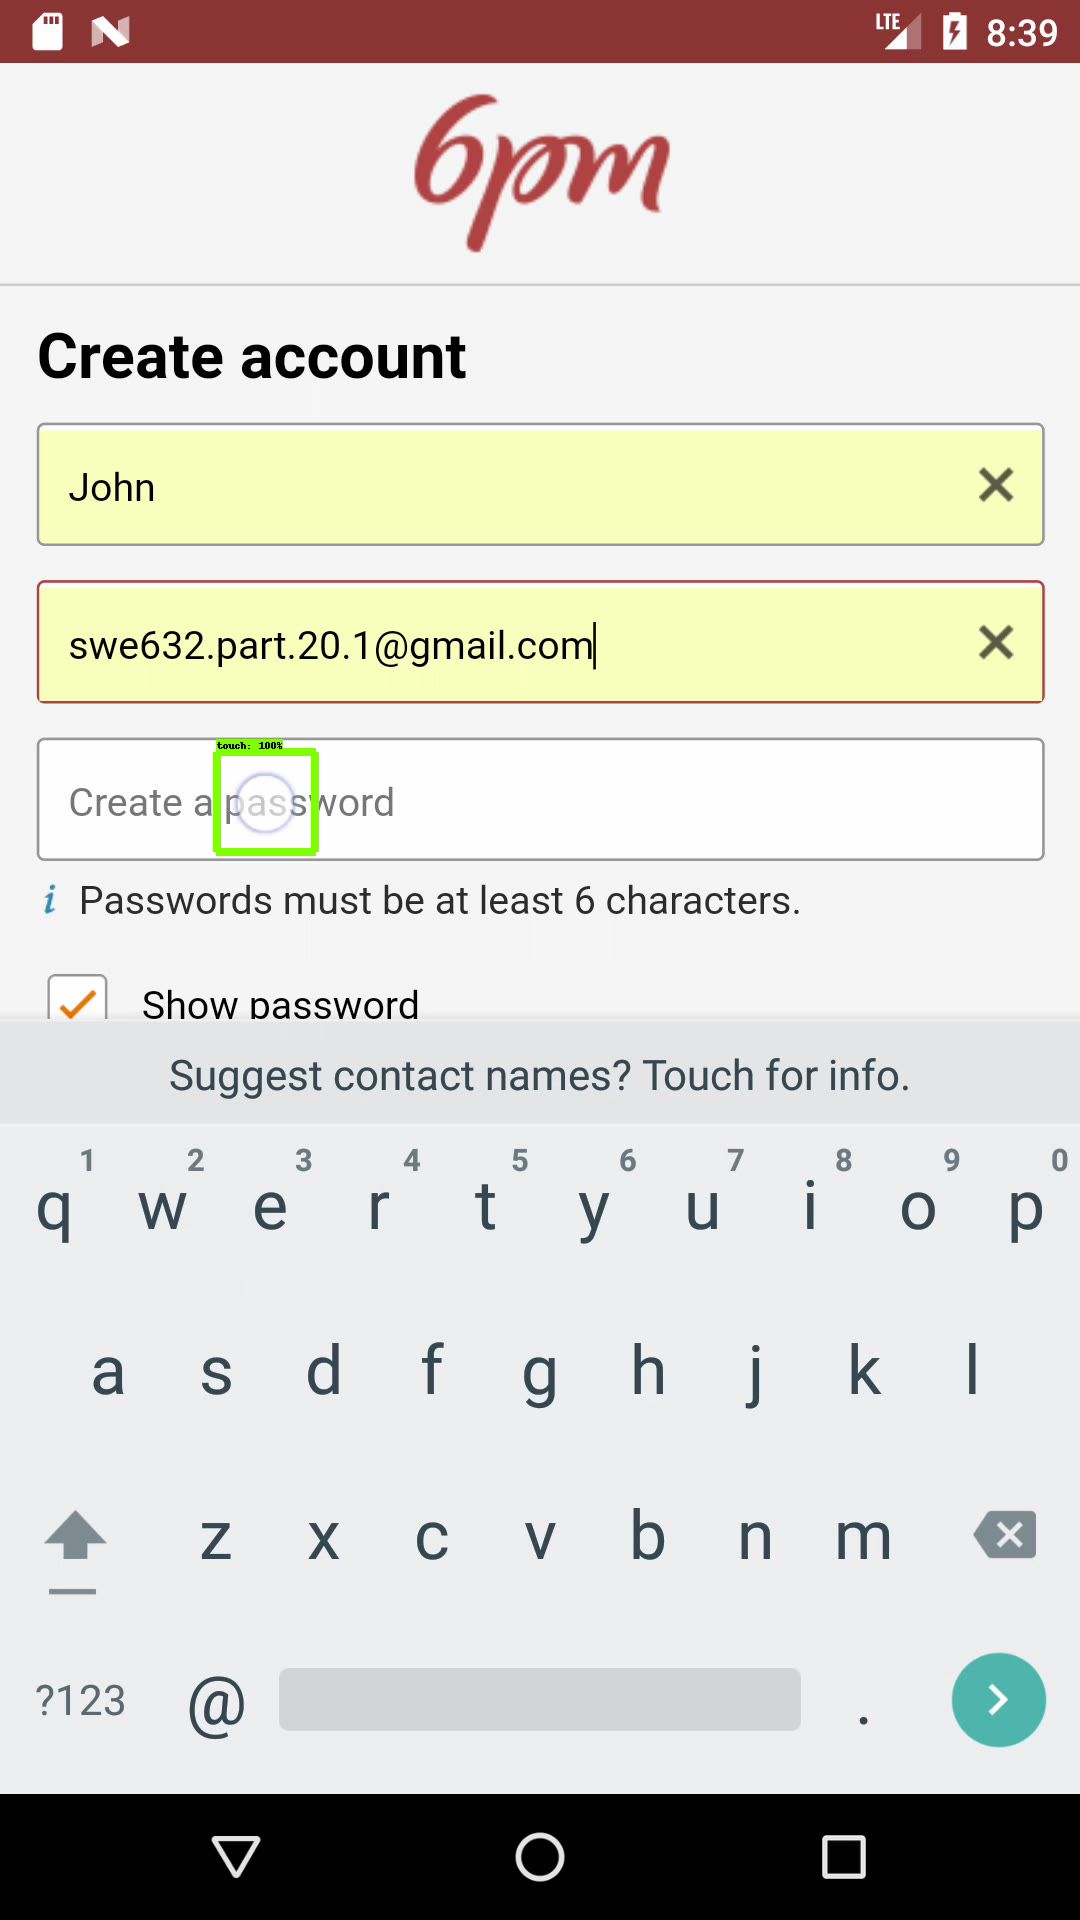 LTE 8:39
6pm
Create account
John
swe632.part.20.1@gmail.com
touch: 100%
Create a password
i Passwords must be at least 6 characters.
Show password
Suggest contact names? Touch for info.
1 2 3 4 5 6 7 8 9 0
q w e r t y u i o p
a s d f g h j k l
z x c v b n m
?123 @ .